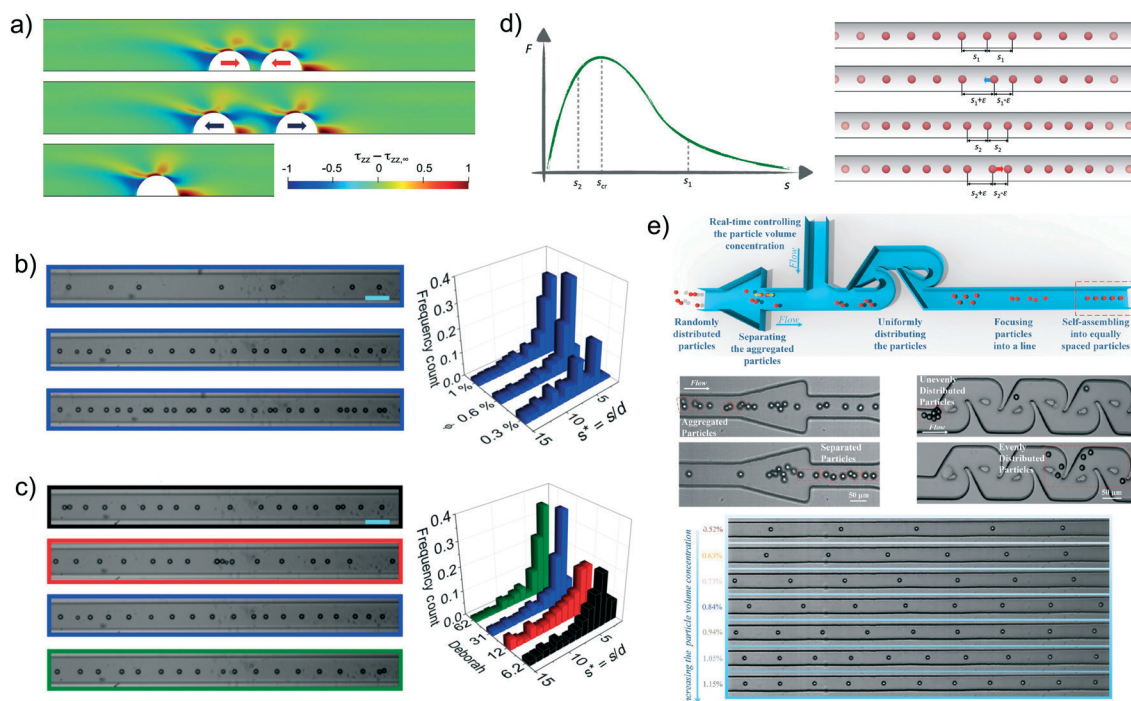 a)
τzz − τzz,∞
-1 -0.5 0 0.5 1
b)
Frequency count
0.4
0.3
0.2
0.1
0.0
1 %
0.6 %
0.3 %
ϕ
15
10
5
s* = s/d
c)
Frequency count
0.4
0.3
0.2
0.1
0.0
62
31
12
6.2
Deborah
15
10
5
s* = s/d
d)
F
s2
scr
s1
s
s1 s1
s1+ε s1-ε
s2 s2
s2+ε s2-ε
e)
Real-time controlling
the particle volume
concentration
Flow
Flow
Randomly
distributed
particles
Separating
the aggregated
particles
Uniformly
distributing
the particles
Focusing
particles
into a line
Self-assembling
into equally
spaced particles
Flow
Aggregated
Particles
Separated
Particles
50 μm
Unevenly
Distributed
Particles
Flow
Evenly
Distributed
Particles
50 μm
Increasing the particle volume concentration
0.52%
0.63%
0.73%
0.84%
0.94%
1.05%
1.15%